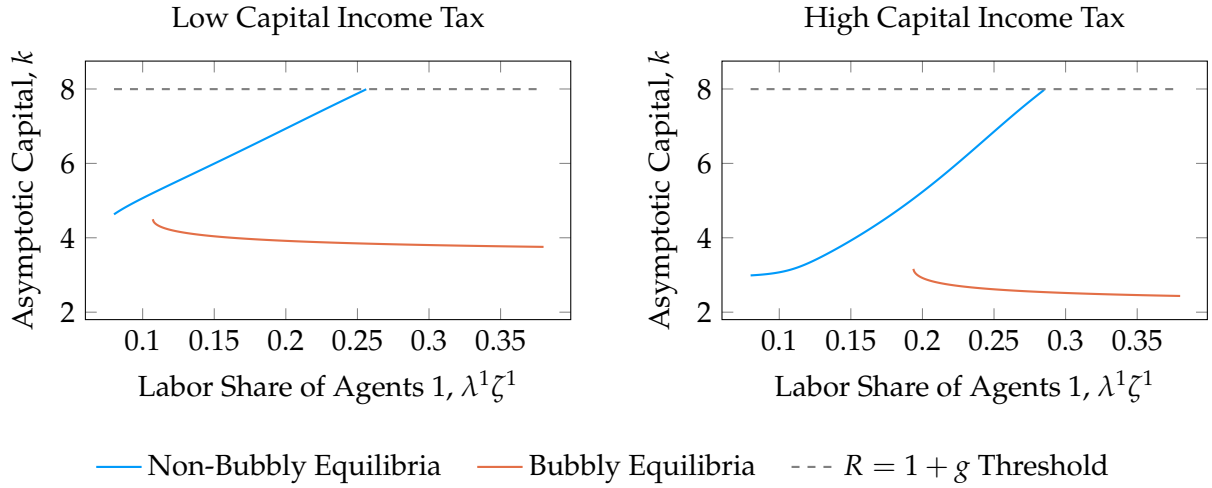 Low Capital Income Tax
Asymptotic Capital, k
8
6
4
2
0.1 0.15 0.2 0.25 0.3 0.35
Labor Share of Agents 1, λ¹ζ¹
High Capital Income Tax
Asymptotic Capital, k
8
6
4
2
0.1 0.15 0.2 0.25 0.3 0.35
Labor Share of Agents 1, λ¹ζ¹
Non-Bubbly Equilibria Bubbly Equilibria R = 1 + g Threshold